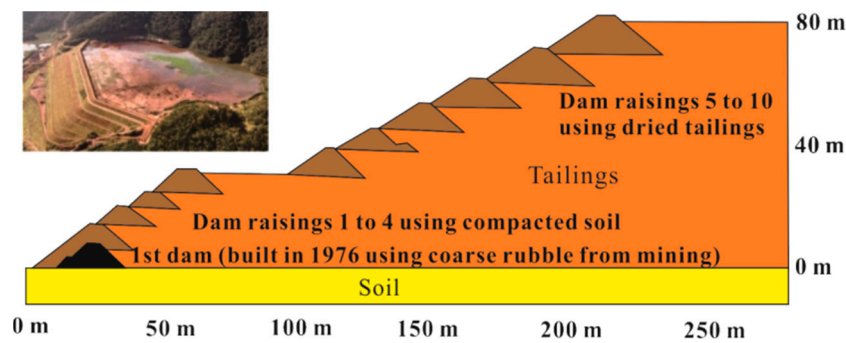 80 m
Dam raisings 5 to 10
using dried tailings
40 m
Tailings
Dam raisings 1 to 4 using compacted soil
1st dam (built in 1976 using coarse rubble from mining)
0 m
Soil
0 m 50 m 100 m 150 m 200 m 250 m